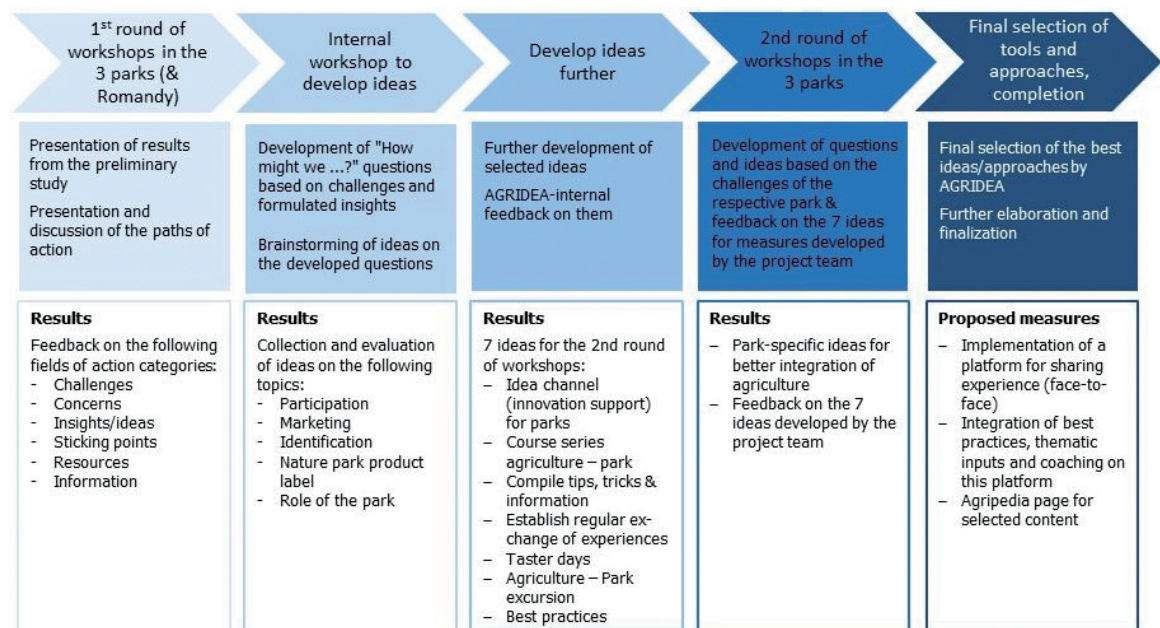 1st round of
workshops in the
3 parks (&
Romandy)
Internal
workshop to
develop ideas
Develop ideas
further
2nd round of
workshops in the
3 parks
Final selection of
tools and
approaches,
completion
Presentation of results
from the preliminary
study
Presentation and
discussion of the paths of
action
Development of "How
might we ...?" questions
based on challenges and
formulated insights
Brainstorming of ideas on
the developed questions
Further development of
selected ideas
AGRIDEA-internal
feedback on them
Development of questions
and ideas based on the
challenges of the
respective park &
feedback on the 7 ideas
for measures developed
by the project team
Final selection of the best
ideas/approaches by
AGRIDEA
Further elaboration and
finalization
Results
Feedback on the following
fields of action categories:
- Challenges
- Concerns
- Insights/ideas
- Sticking points
- Resources
- Information
Results
Collection and evaluation
of ideas on the following
topics:
- Participation
- Marketing
- Identification
- Nature park product
label
- Role of the park
Results
7 ideas for the 2nd round
of workshops:
– Idea channel
(innovation support)
for parks
– Course series
agriculture – park
– Compile tips, tricks &
information
– Establish regular ex-
change of experiences
– Taster days
– Agriculture – Park
excursion
– Best practices
Results
– Park-specific ideas for
better integration of
agriculture
– Feedback on the 7
ideas developed by the
project team
Proposed measures
– Implementation of a
platform for sharing
experience (face-to-
face)
– Integration of best
practices, thematic
inputs and coaching on
this platform
– Agripedia page for
selected content